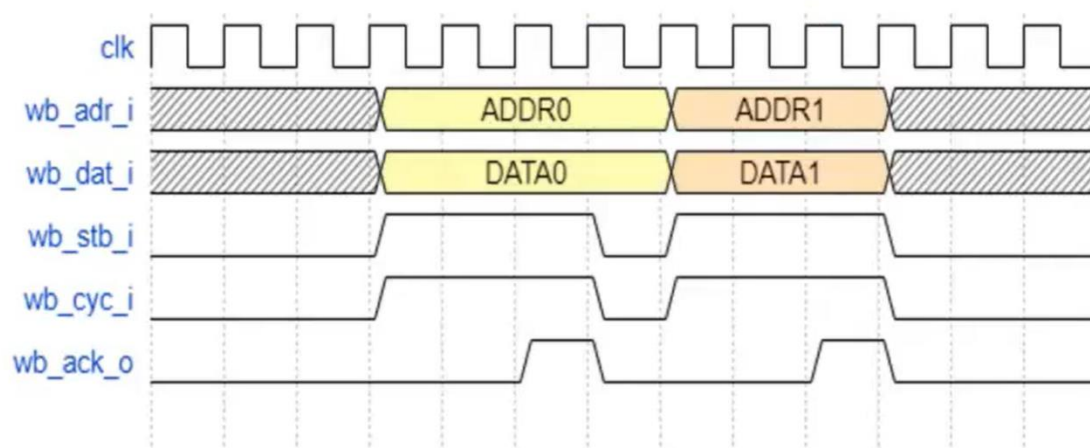 clk
wb_adr_i ADDR0 ADDR1
wb_dat_i DATA0 DATA1
wb_stb_i
wb_cyc_i
wb_ack_o